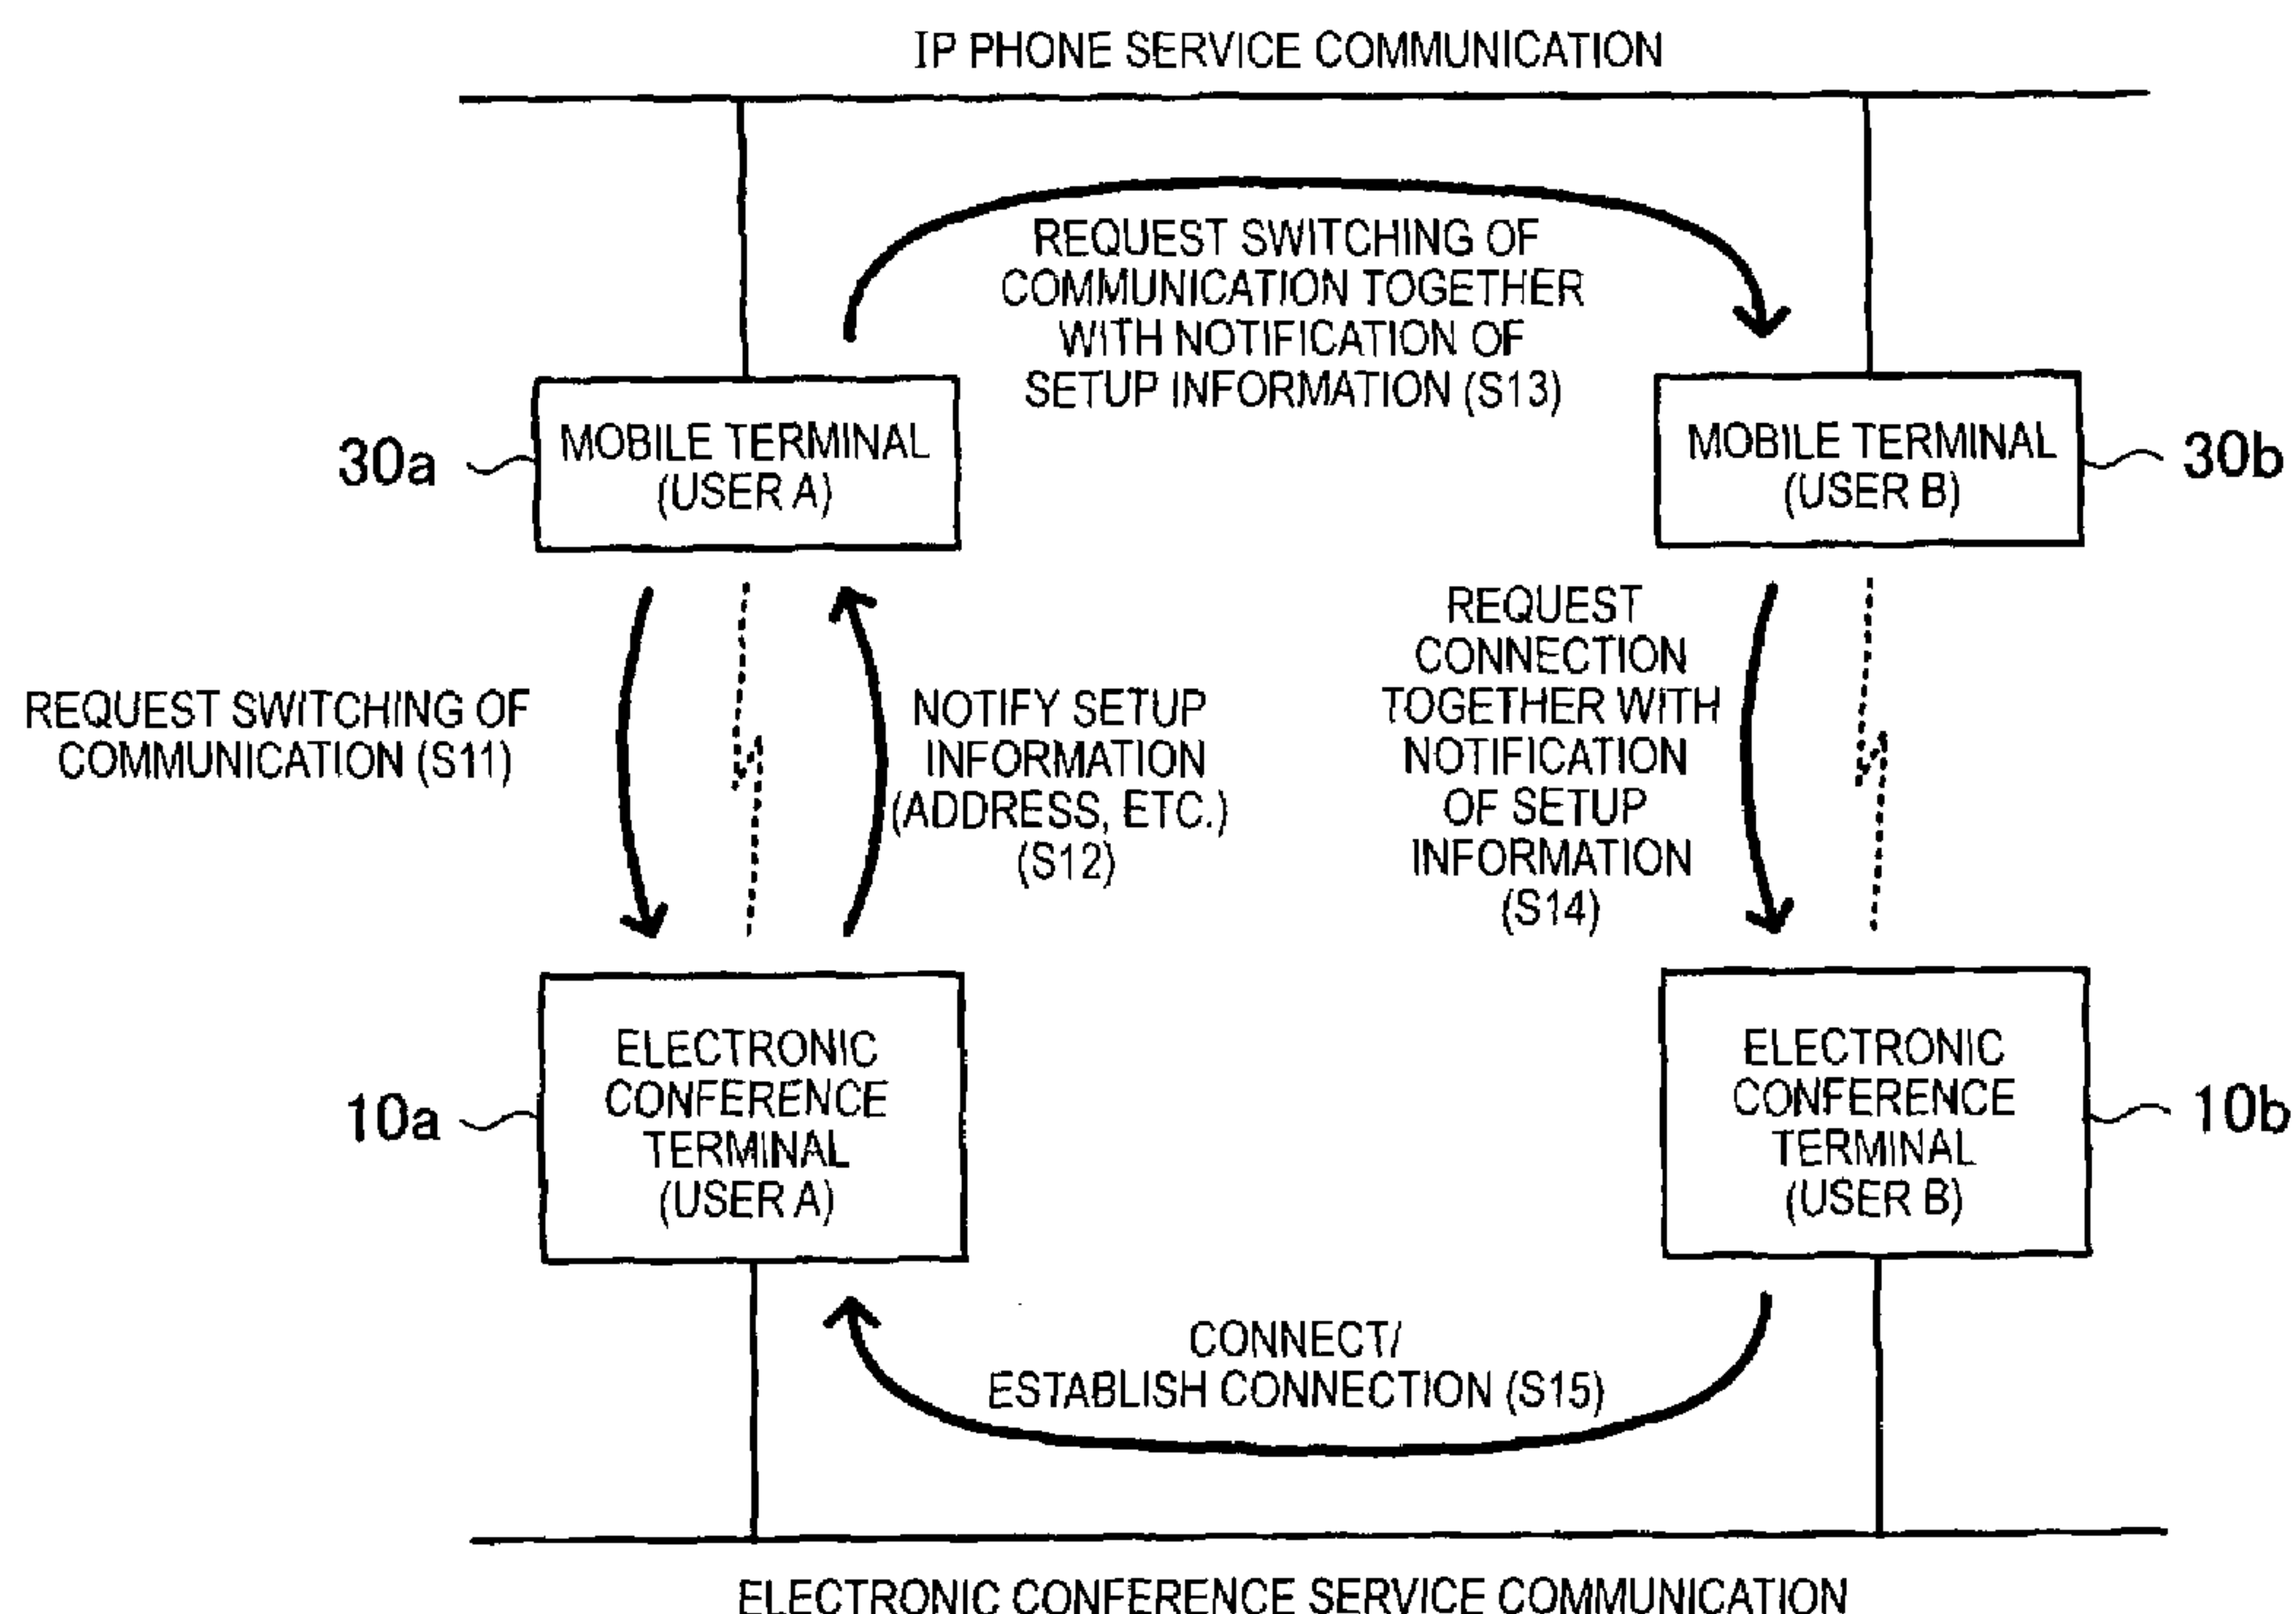 IP PHONE SERVICE COMMUNICATION
REQUEST SWITCHING OF
COMMUNICATION TOGETHER
WITH NOTIFICATION OF
SETUP INFORMATION (S13)
30a
MOBILE TERMINAL
(USER A)
MOBILE TERMINAL
(USER B)
30b
REQUEST SWITCHING OF
COMMUNICATION (S11)
NOTIFY SETUP
INFORMATION
(ADDRESS, ETC.)
(S12)
REQUEST
CONNECTION
TOGETHER WITH
NOTIFICATION
OF SETUP
INFORMATION
(S14)
10a
ELECTRONIC
CONFERENCE
TERMINAL
(USER A)
ELECTRONIC
CONFERENCE
TERMINAL
(USER B)
10b
CONNECT/
ESTABLISH CONNECTION (S15)
ELECTRONIC CONFERENCE SERVICE COMMUNICATION